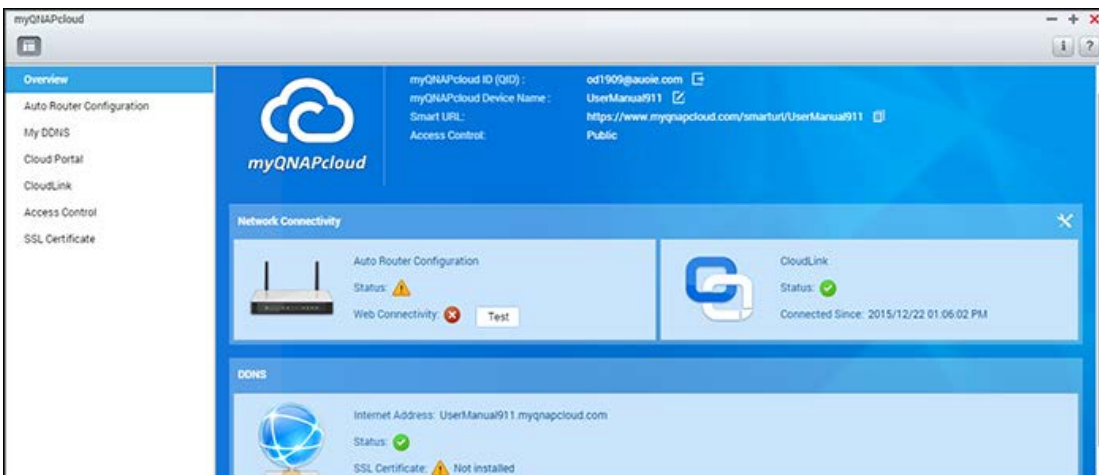 myQNAPcloud
Overview
Auto Router Configuration
My DDNS
Cloud Portal
CloudLink
Access Control
SSL Certificate
myQNAPcloud
myQNAPcloud ID (QID) : od1909@auoie.com
myQNAPcloud Device Name : UserManual911
Smart URL: https://www.myqnapcloud.com/smarturl/UserManual911
Access Control: Public
Network Connectivity
Auto Router Configuration
Status:
Web Connectivity: Test
CloudLink
Status:
Connected Since: 2015/12/22 01:06:02 PM
DDNS
Internet Address: UserManual911.myqnapcloud.com
Status:
SSL Certificate: Not installed